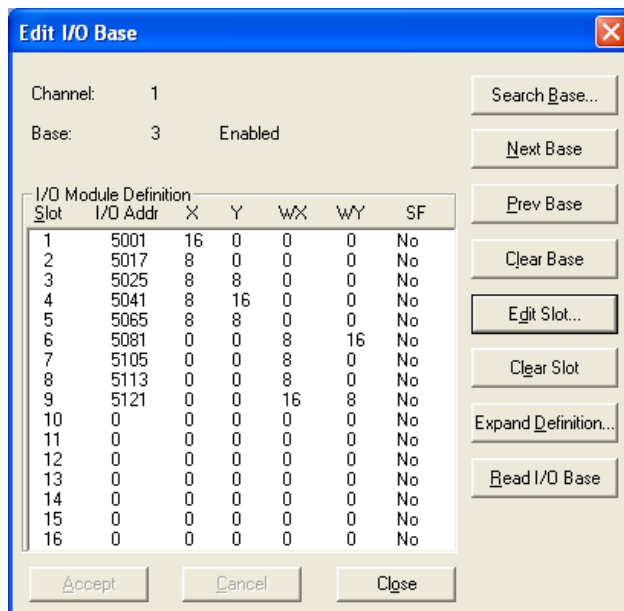 Edit I/O Base
Channel: 1
Base: 3 Enabled
I/O Module Definition
Slot I/O Addr X Y WX WY SF
1 5001 16 0 0 0 No
2 5017 8 0 0 0 No
3 5025 8 8 0 0 No
4 5041 8 16 0 0 No
5 5065 8 8 0 0 No
6 5081 0 0 8 16 No
7 5105 0 0 8 0 No
8 5113 0 0 8 0 No
9 5121 0 0 16 8 No
10 0 0 0 0 0 No
11 0 0 0 0 0 No
12 0 0 0 0 0 No
13 0 0 0 0 0 No
14 0 0 0 0 0 No
15 0 0 0 0 0 No
16 0 0 0 0 0 No
Accept Cancel Close
Search Base...
Next Base
Prev Base
Clear Base
Edit Slot...
Clear Slot
Expand Definition...
Read I/O Base